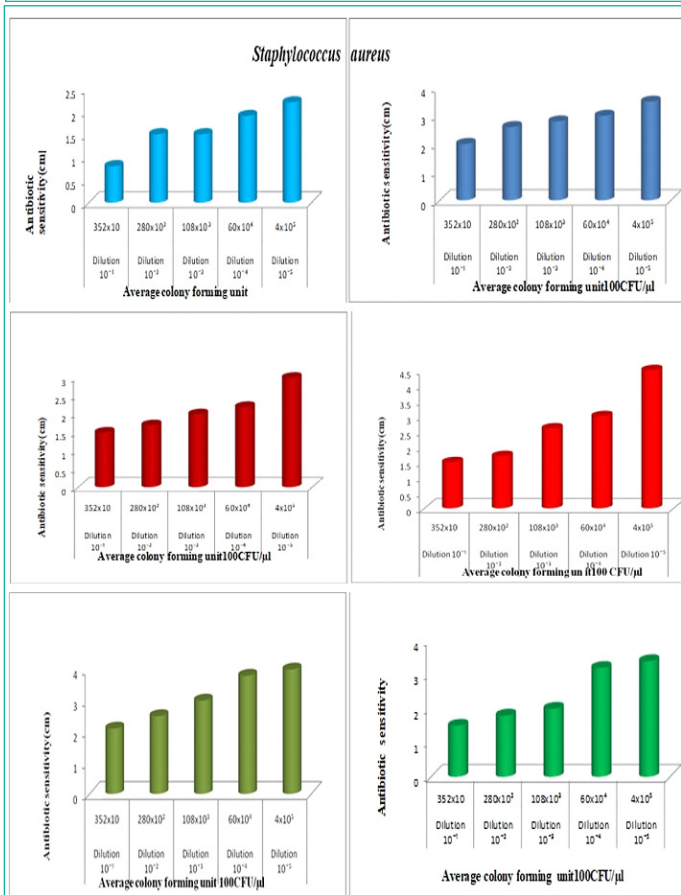 Staphylococcus aureus
Antibiotic
sensitivity(cm)
2.5
2
1.5
1
0.5
0
352x10 280x10² 108x10³ 60x10⁴ 4x10⁵
Dilution Dilution Dilution Dilution Dilution
10⁻¹ 10⁻² 10⁻³ 10⁻⁴ 10⁻⁵
Average colony forming unit
Antibiotic sensitivity(cm)
4
3
2
1
0
352x10 280x10² 108x10³ 60x10⁴ 4x10⁵
Dilution Dilution Dilution Dilution Dilution
10⁻¹ 10⁻² 10⁻³ 10⁻⁴ 10⁻⁵
Average colony forming unit100CFU/µl
Antibiotic sensitivity(cm)
3
2.5
2
1.5
1
0.5
0
352x10 280x10² 108x10³ 60x10⁴ 4x10⁵
Dilution Dilution Dilution Dilution Dilution
10⁻¹ 10⁻² 10⁻³ 10⁻⁴ 10⁻⁵
Average colony forming unit100CFU/µl
Antibiotic sensitivity(cm)
4.5
4
3.5
3
2.5
2
1.5
1
0.5
0
352x10 280x10² 108x10³ 60x10⁴ 4x10⁵
Dilution 10⁻¹ Dilution Dilution Dilution Dilution 10⁻⁵
10⁻² 10⁻³
Average colony forming unit100 CFU/µl
Antibiotic sensitivity(cm)
4
3
2
1
0
352x10 280x10² 108x10³ 60x10⁴ 4x10⁵
Dilution Dilution Dilution Dilution Dilution
10⁻¹ 10⁻² 10⁻³ 10⁻⁴ 10⁻⁵
Average colony forming unit 100CFU/µl
Antibiotic sensitivity
4
3
2
1
0
352x10 280x10² 108x10³ 60x10⁴ 4x10⁵
Dilution Dilution Dilution Dilution Dilution
10⁻¹ 10⁻² 10⁻³ 10⁻⁴ 10⁻⁵
Average colony forming unit100CFU/µl